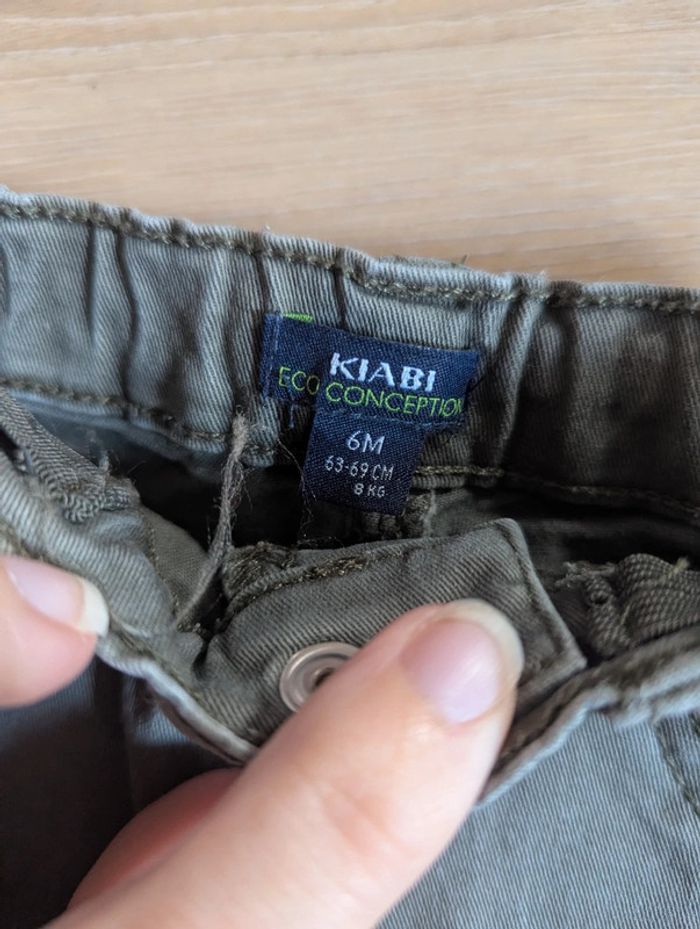 KIABI
ECO CONCEPTION
6M
63-69 CM
8 KG